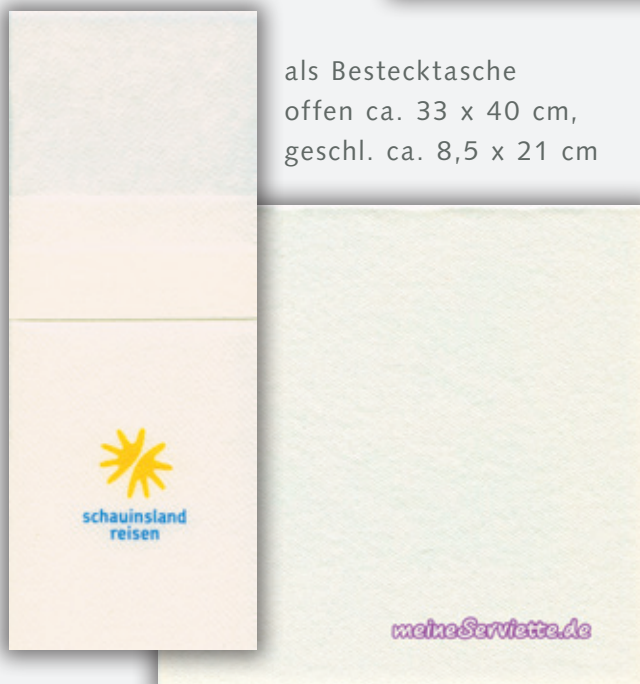 als Bestecktasche
offen ca. 33 x 40 cm,
geschl. ca. 8,5 x 21 cm
schauinsland
reisen
meineServiette.de